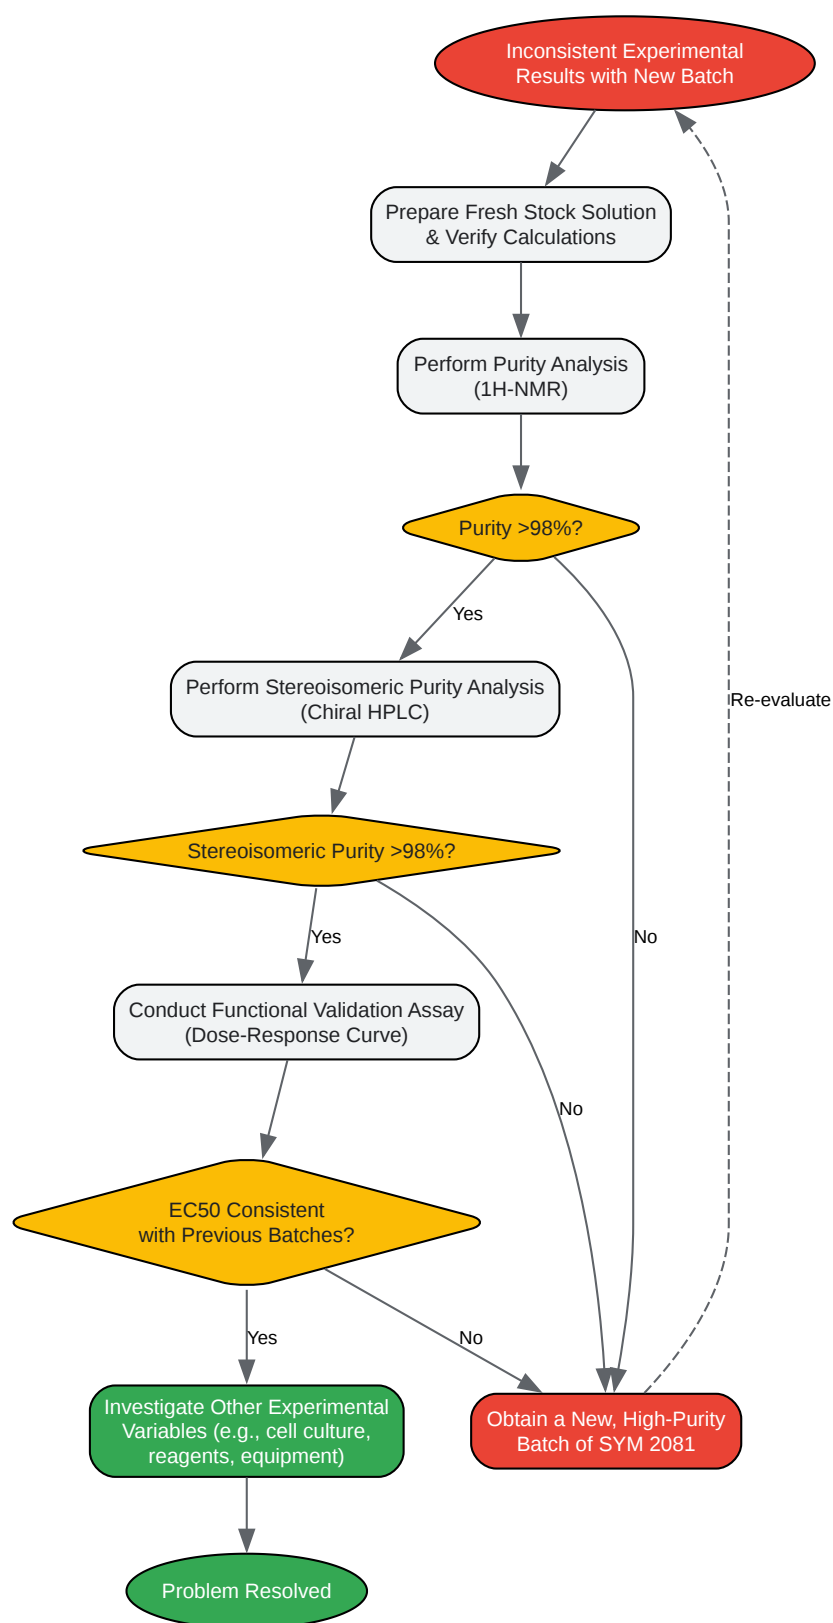 Inconsistent Experimental
Results with New Batch
Prepare Fresh Stock Solution
& Verify Calculations
Perform Purity Analysis
(1H-NMR)
Purity >98%?
Yes
Perform Stereoisomeric Purity Analysis
(Chiral HPLC)
Re-evaluate
Stereoisomeric Purity >98%?
Yes
No
Conduct Functional Validation Assay
(Dose-Response Curve)
No
EC50 Consistent
with Previous Batches?
Yes
No
Investigate Other Experimental
Variables (e.g., cell culture,
reagents, equipment)
Obtain a New, High-Purity
Batch of SYM 2081
Problem Resolved